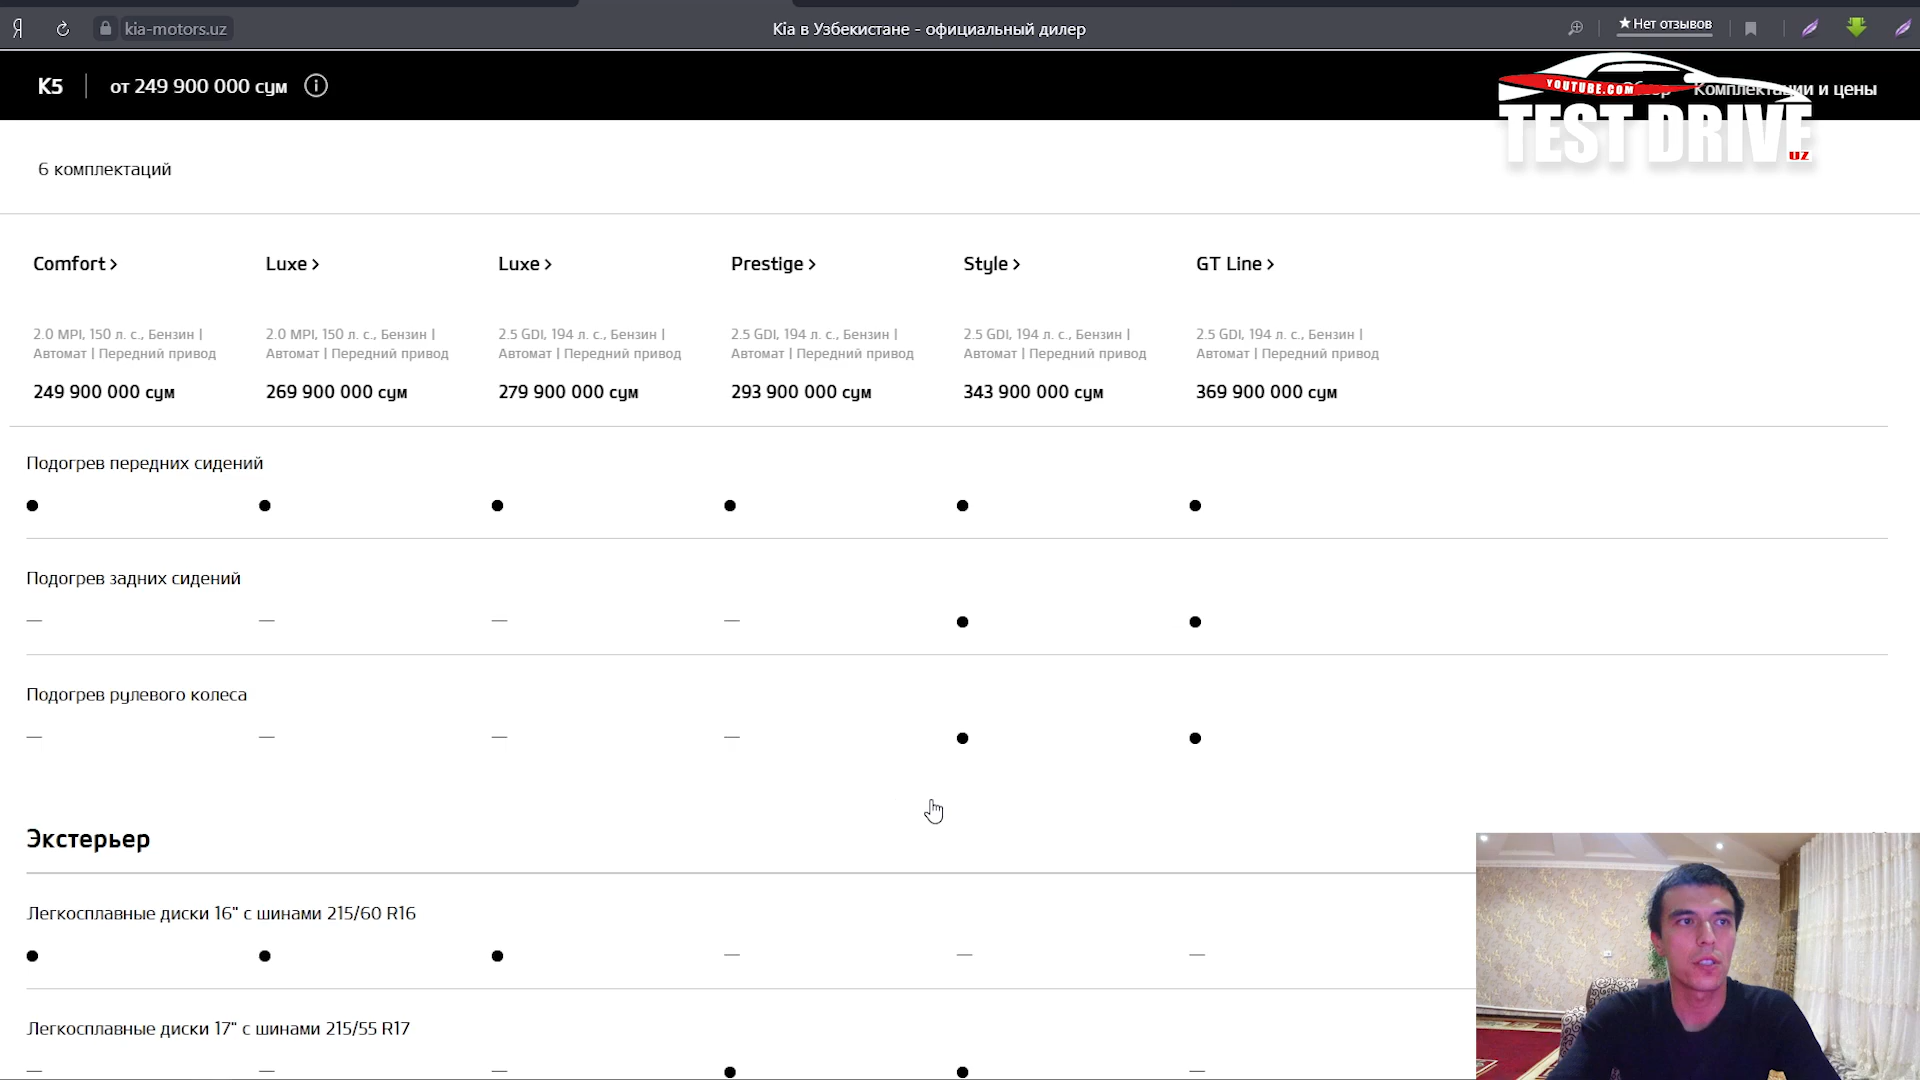 Я
kia-motors.uz
Kia в Узбекистане - официальный дилер
★Нет отзывов
K5
от 249 900 000 сум
Комплектации и цены
YOUTUBE.COM
TEST DRIVE
UZ
6 комплектаций
Comfort > Luxe > Luxe > Prestige > Style > GT Line >
2.0 MPI, 150 л. с., Бензин | 2.0 MPI, 150 л. с., Бензин | 2.5 GDI, 194 л. с., Бензин | 2.5 GDI, 194 л. с., Бензин | 2.5 GDI, 194 л. с., Бензин | 2.5 GDI, 194 л. с., Бензин |
Автомат | Передний привод Автомат | Передний привод Автомат | Передний привод Автомат | Передний привод Автомат | Передний привод Автомат | Передний привод
249 900 000 сум 269 900 000 сум 279 900 000 сум 293 900 000 сум 343 900 000 сум 369 900 000 сум
Подогрев передних сидений
● ● ● ● ● ●
Подогрев задних сидений
— — — — ● ●
Подогрев рулевого колеса
— — — — ● ●
Экстерьер
Легкосплавные диски 16" с шинами 215/60 R16
● ● ● — — —
Легкосплавные диски 17" с шинами 215/55 R17
— — — ● ● —